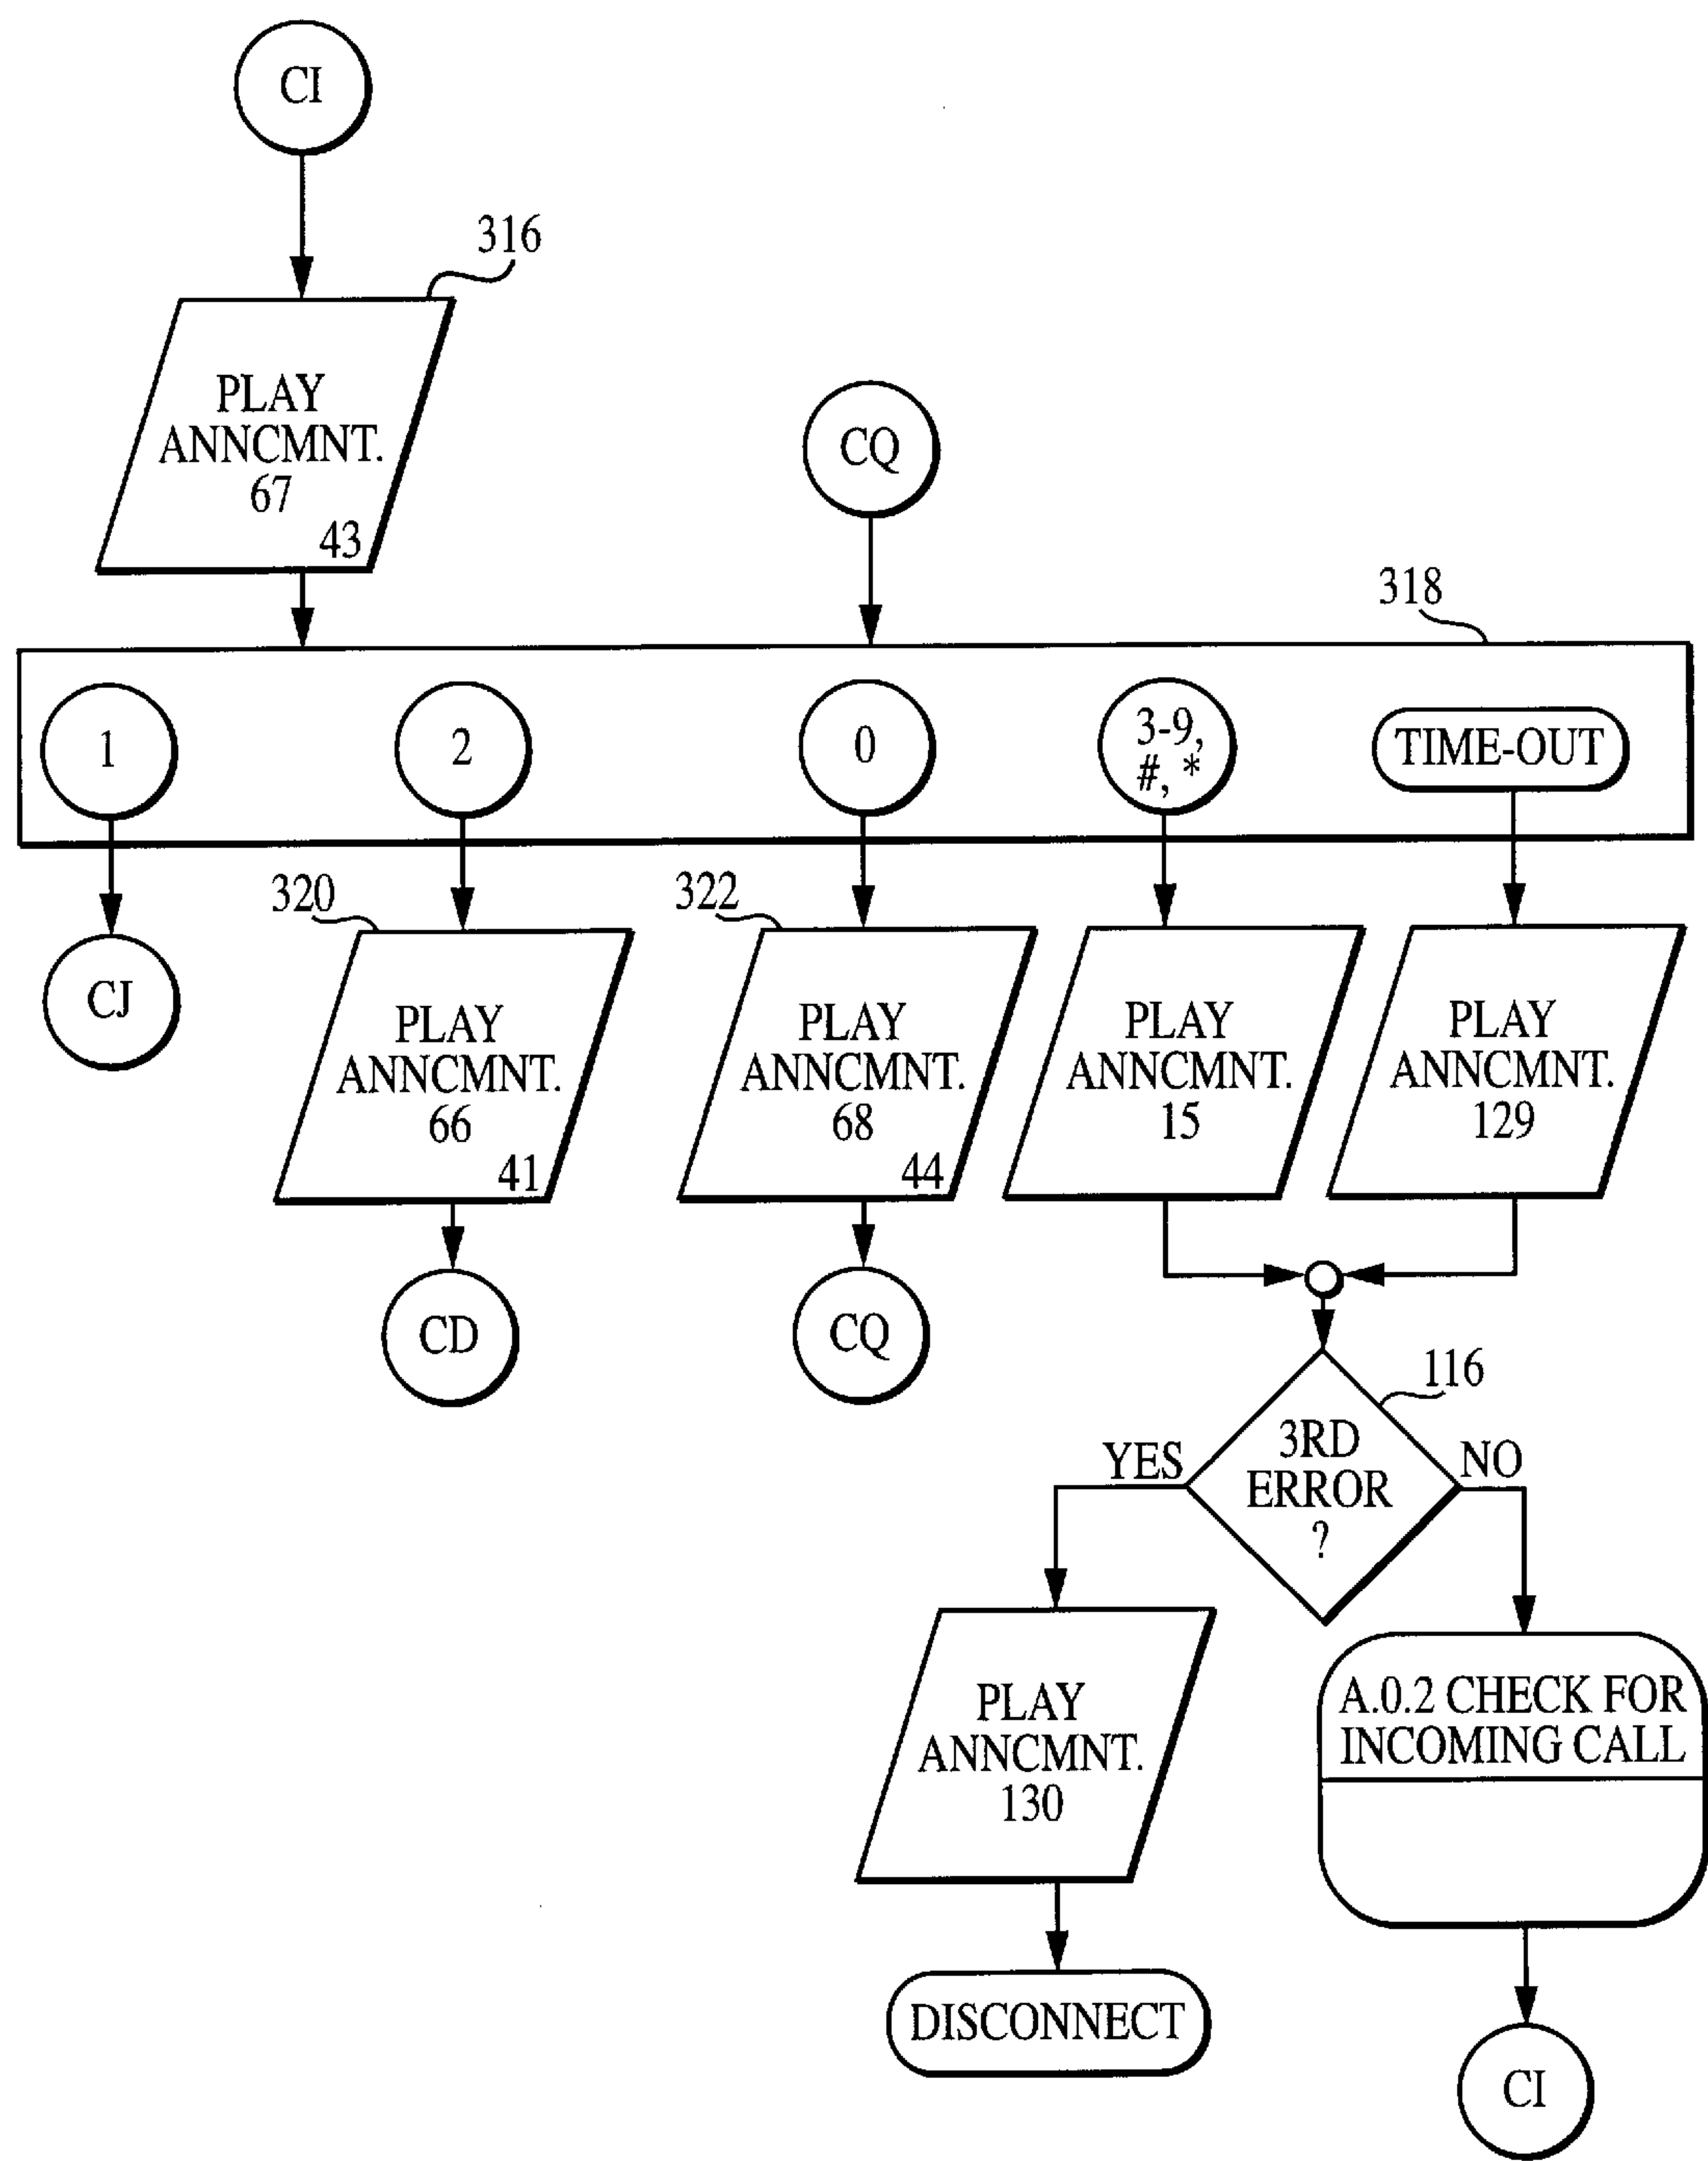 CI
316
PLAY
ANNCMNT.
67
43
CQ
318
1
2
0
3-9,
#, *
TIME-OUT
320
322
CJ
PLAY
ANNCMNT.
66
41
PLAY
ANNCMNT.
68
44
PLAY
ANNCMNT.
15
PLAY
ANNCMNT.
129
CD
CQ
116
YES
3RD
ERROR
?
NO
PLAY
ANNCMNT.
130
A.0.2 CHECK FOR
INCOMING CALL
DISCONNECT
CI